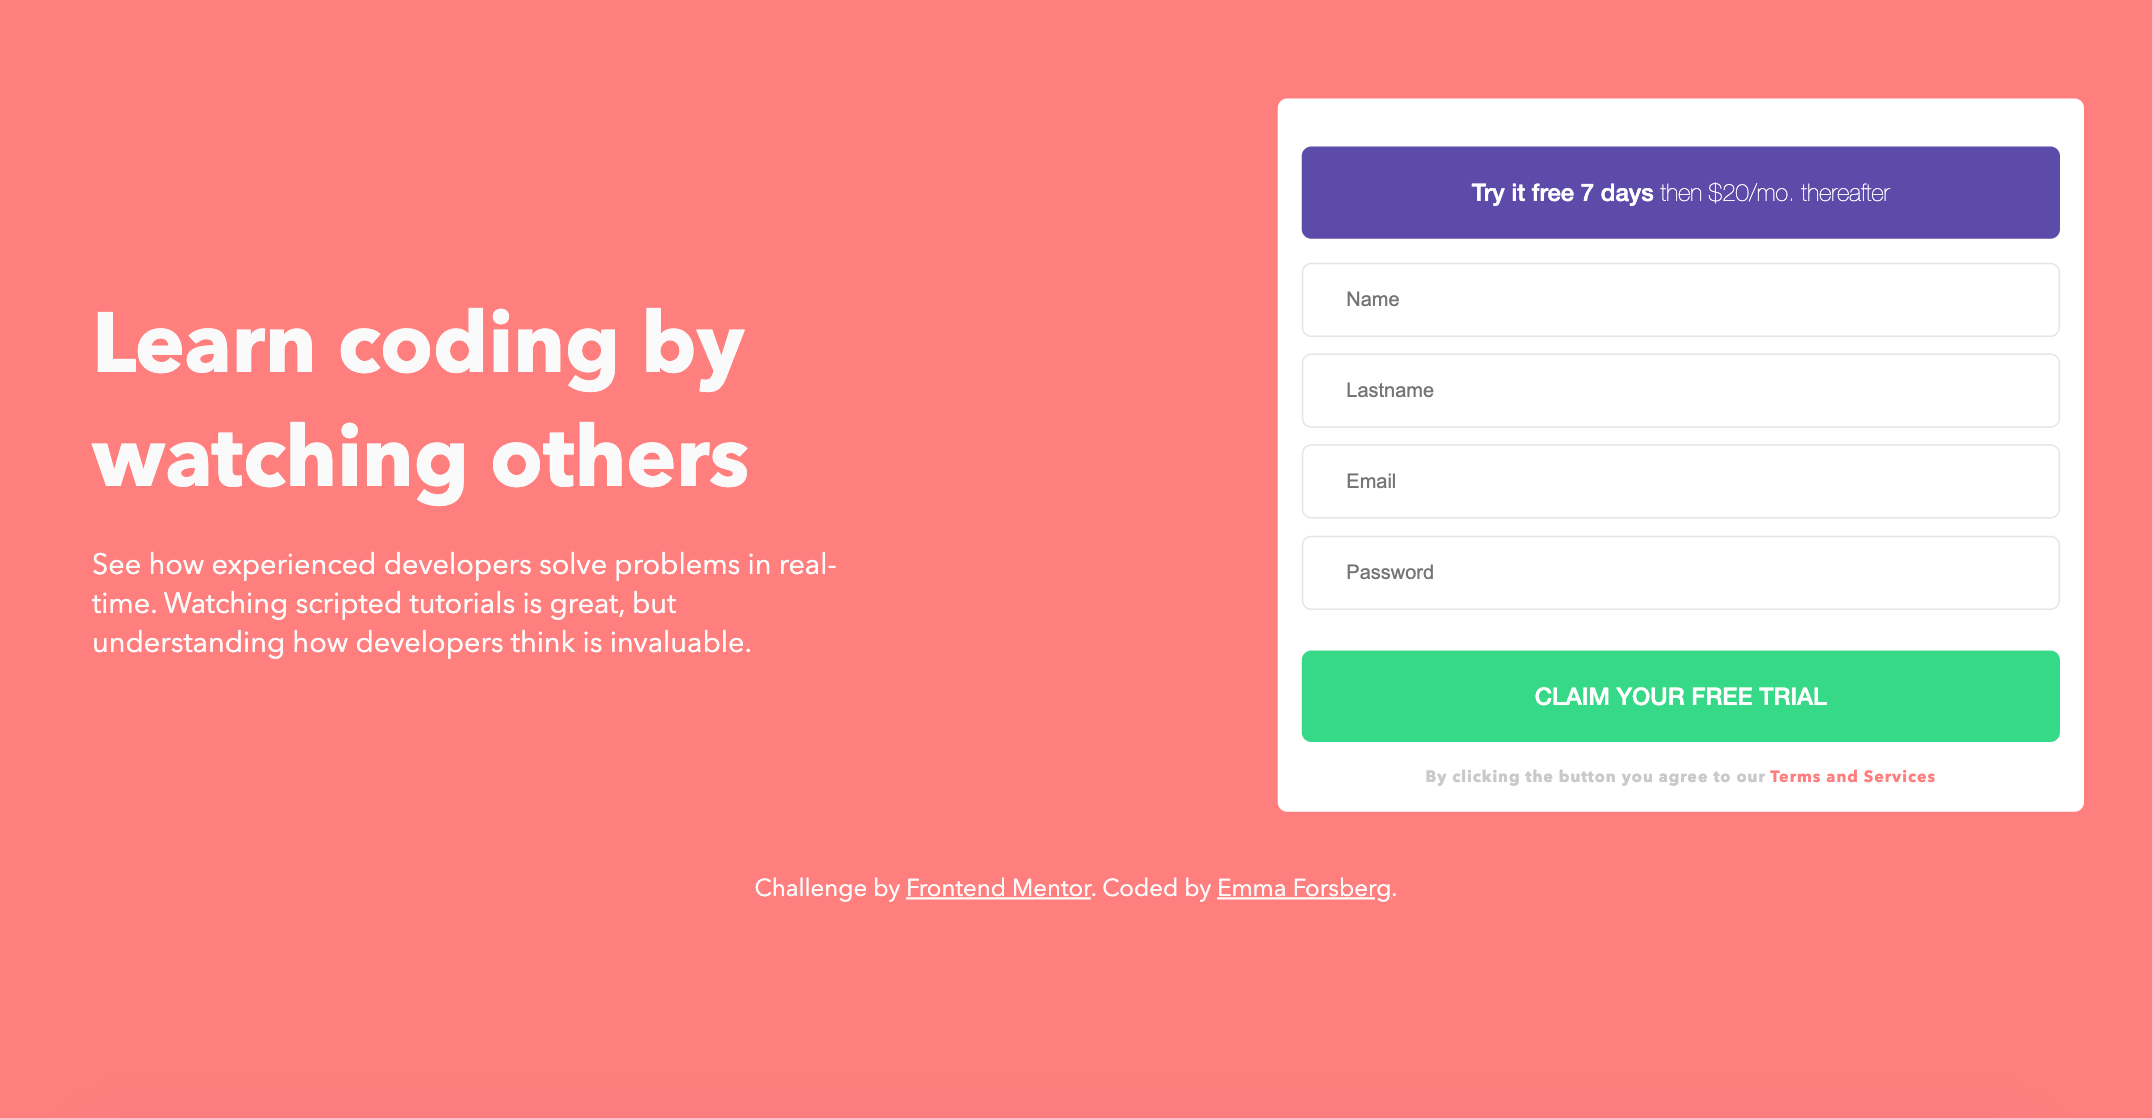 Learn coding by
watching others
See how experienced developers solve problems in real-
time. Watching scripted tutorials is great, but
understanding how developers think is invaluable.
Try it free 7 days then $20/mo. thereafter
Name
Lastname
Email
Password
CLAIM YOUR FREE TRIAL
By clicking the button you agree to our Terms and Services
Challenge by Frontend Mentor. Coded by Emma Forsberg.